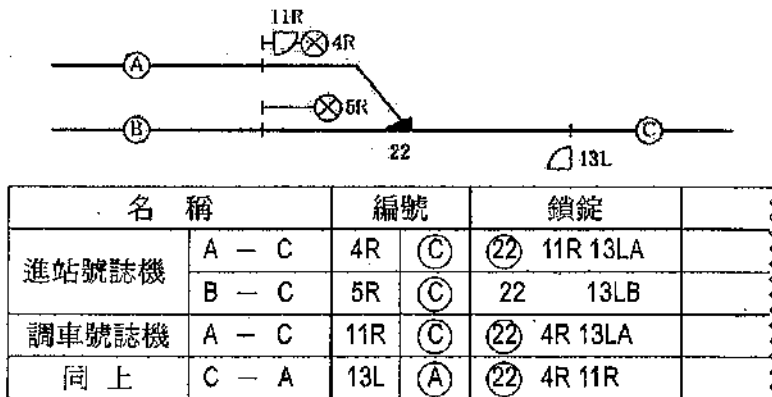 11R
4R
A
5R
B
C
22
13L
名 稱 編號 鎖錠
進站號誌機 A － C 4R C 22 11R 13LA
B － C 5R C 22 13LB
調車號誌機 A － C 11R C 22 4R 13LA
同 上 C － A 13L A 22 4R 11R